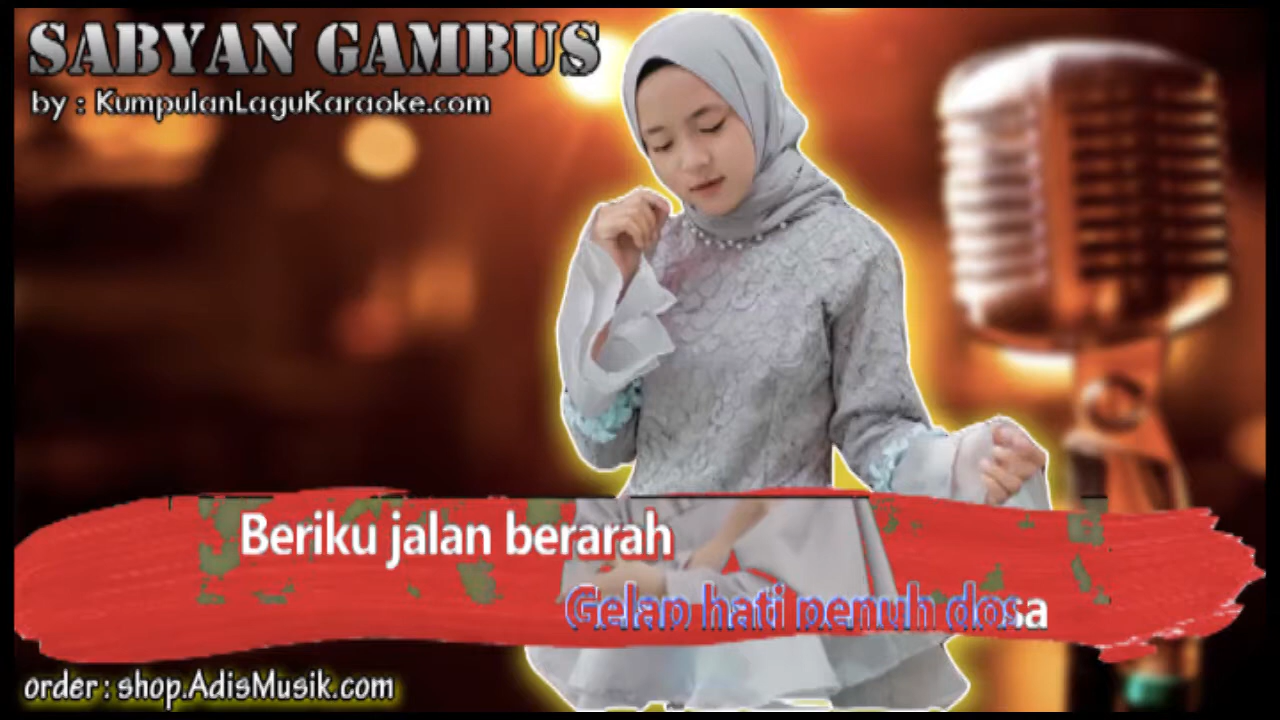 SABYAN GAMBUS
by : KumpulanLaguKaraoke.com
Beriku jalan berarah
Gelap hati penuh dosa
order : shop.AdisMusik.com